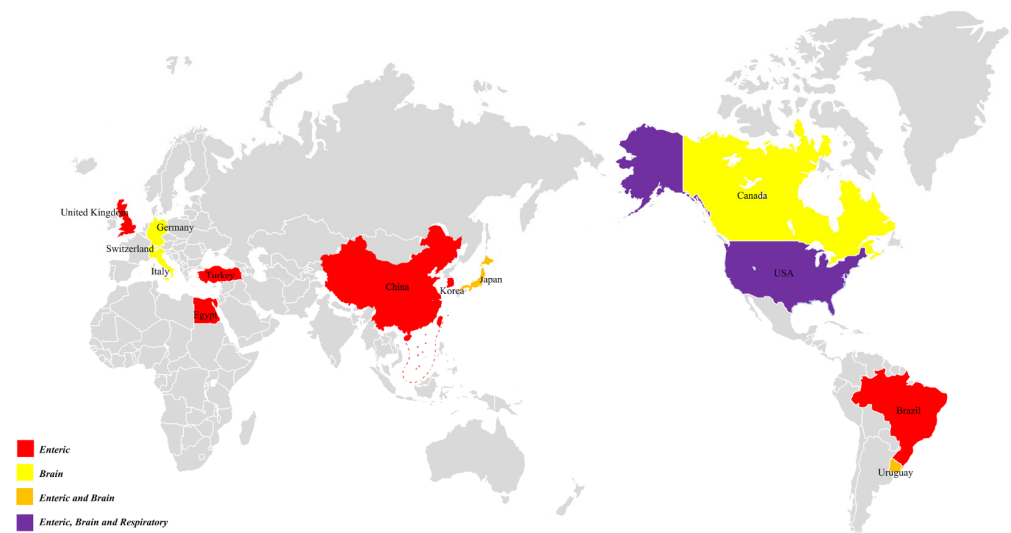 United Kingdom
Germany
Switzerland
Italy
Turkey
Egypt
China
Korea
Japan
Canada
USA
Brazil
Uruguay
Enteric
Brain
Enteric and Brain
Enteric, Brain and Respiratory